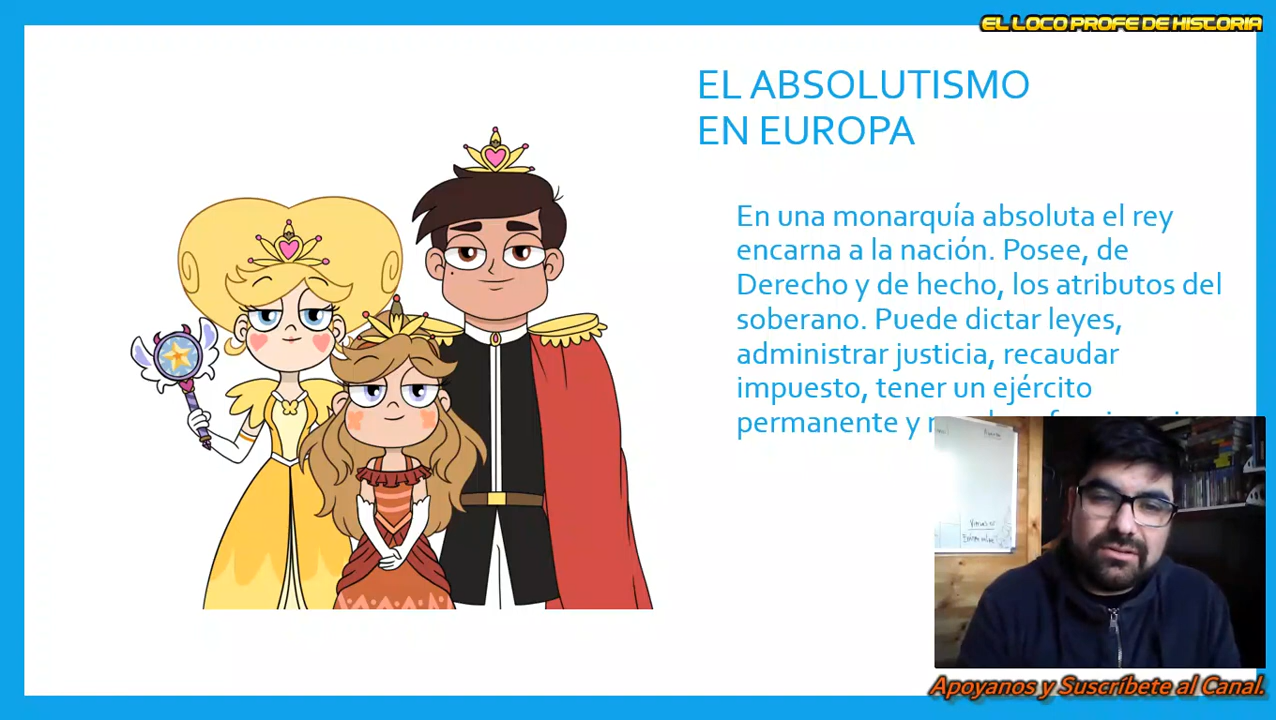 EL LOCO PROFE DE HISTORIA
EL ABSOLUTISMO
EN EUROPA
En una monarquía absoluta el rey
encarna a la nación. Posee, de
Derecho y de hecho, los atributos del
soberano. Puede dictar leyes,
administrar justicia, recaudar
impuesto, tener un ejército
permanente y
Apoyanos y Suscríbete al Canal.